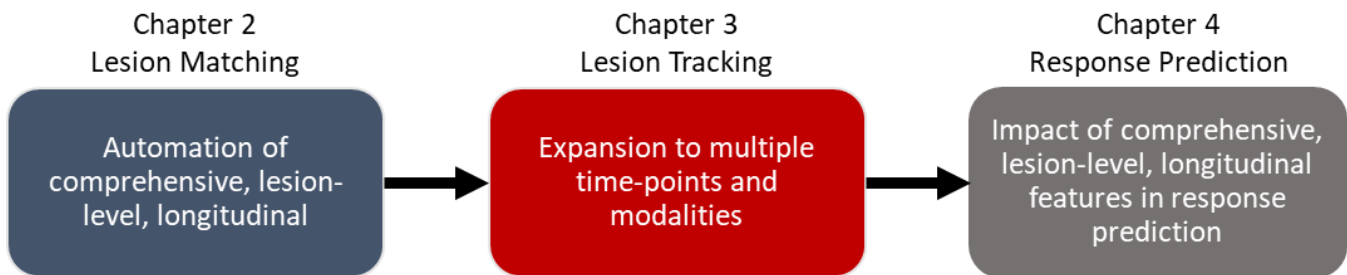 Chapter 2
Lesion Matching
Automation of
comprehensive, lesion-
level, longitudinal
Chapter 3
Lesion Tracking
Expansion to multiple
time-points and
modalities
Chapter 4
Response Prediction
Impact of comprehensive,
lesion-level, longitudinal
features in response
prediction